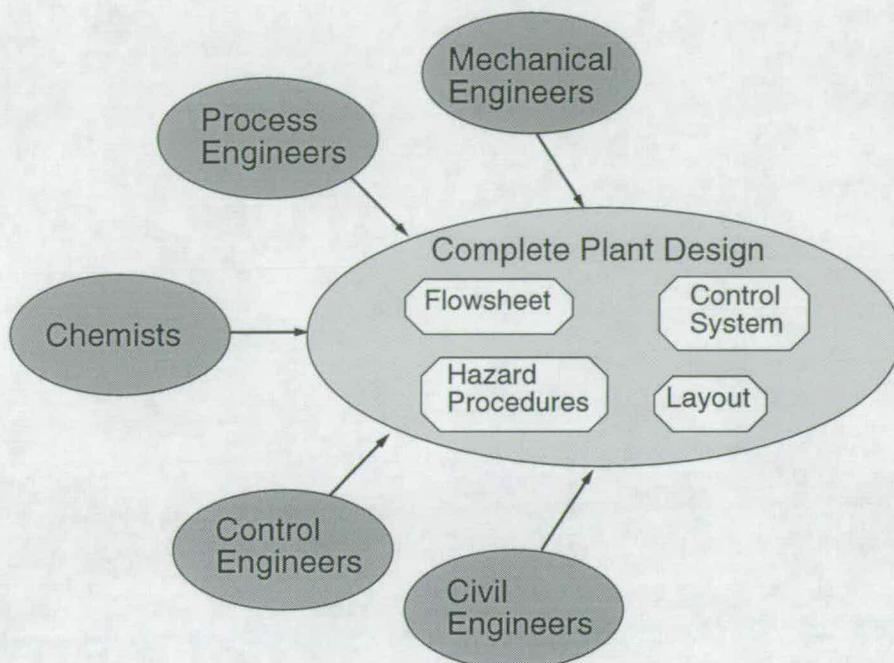 Mechanical
Engineers
Process
Engineers
Complete Plant Design
Flowsheet
Control
System
Chemists
Hazard
Procedures
Layout
Control
Engineers
Civil
Engineers